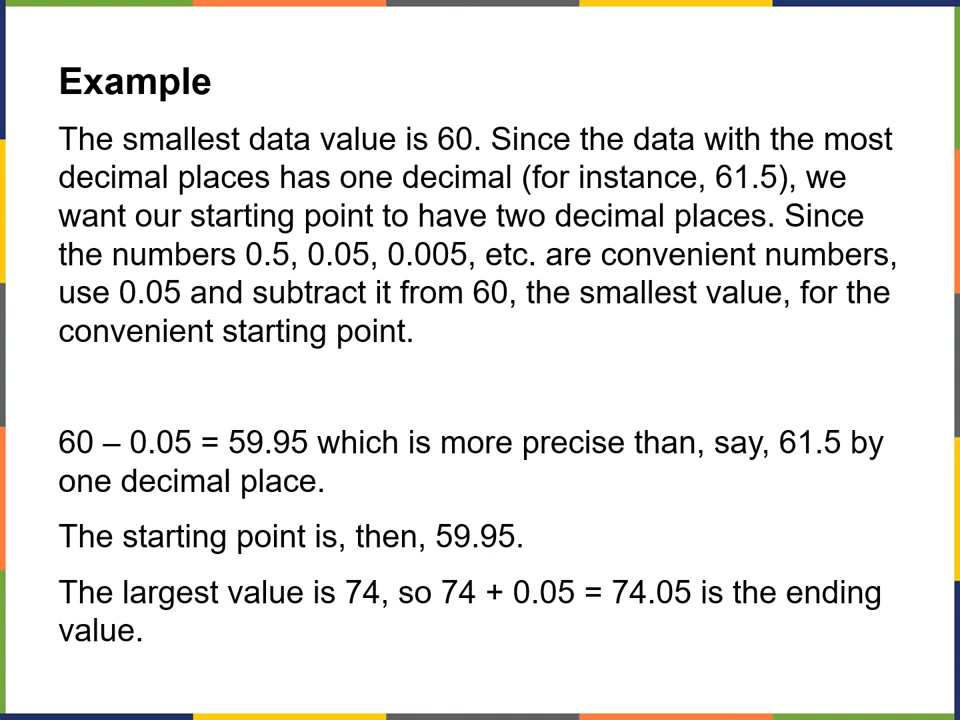 Example
The smallest data value is 60. Since the data with the most
decimal places has one decimal (for instance, 61.5), we
want our starting point to have two decimal places. Since
the numbers 0.5, 0.05, 0.005, etc. are convenient numbers,
use 0.05 and subtract it from 60, the smallest value, for the
convenient starting point.
60 – 0.05 = 59.95 which is more precise than, say, 61.5 by
one decimal place.
The starting point is, then, 59.95.
The largest value is 74, so 74 + 0.05 = 74.05 is the ending
value.